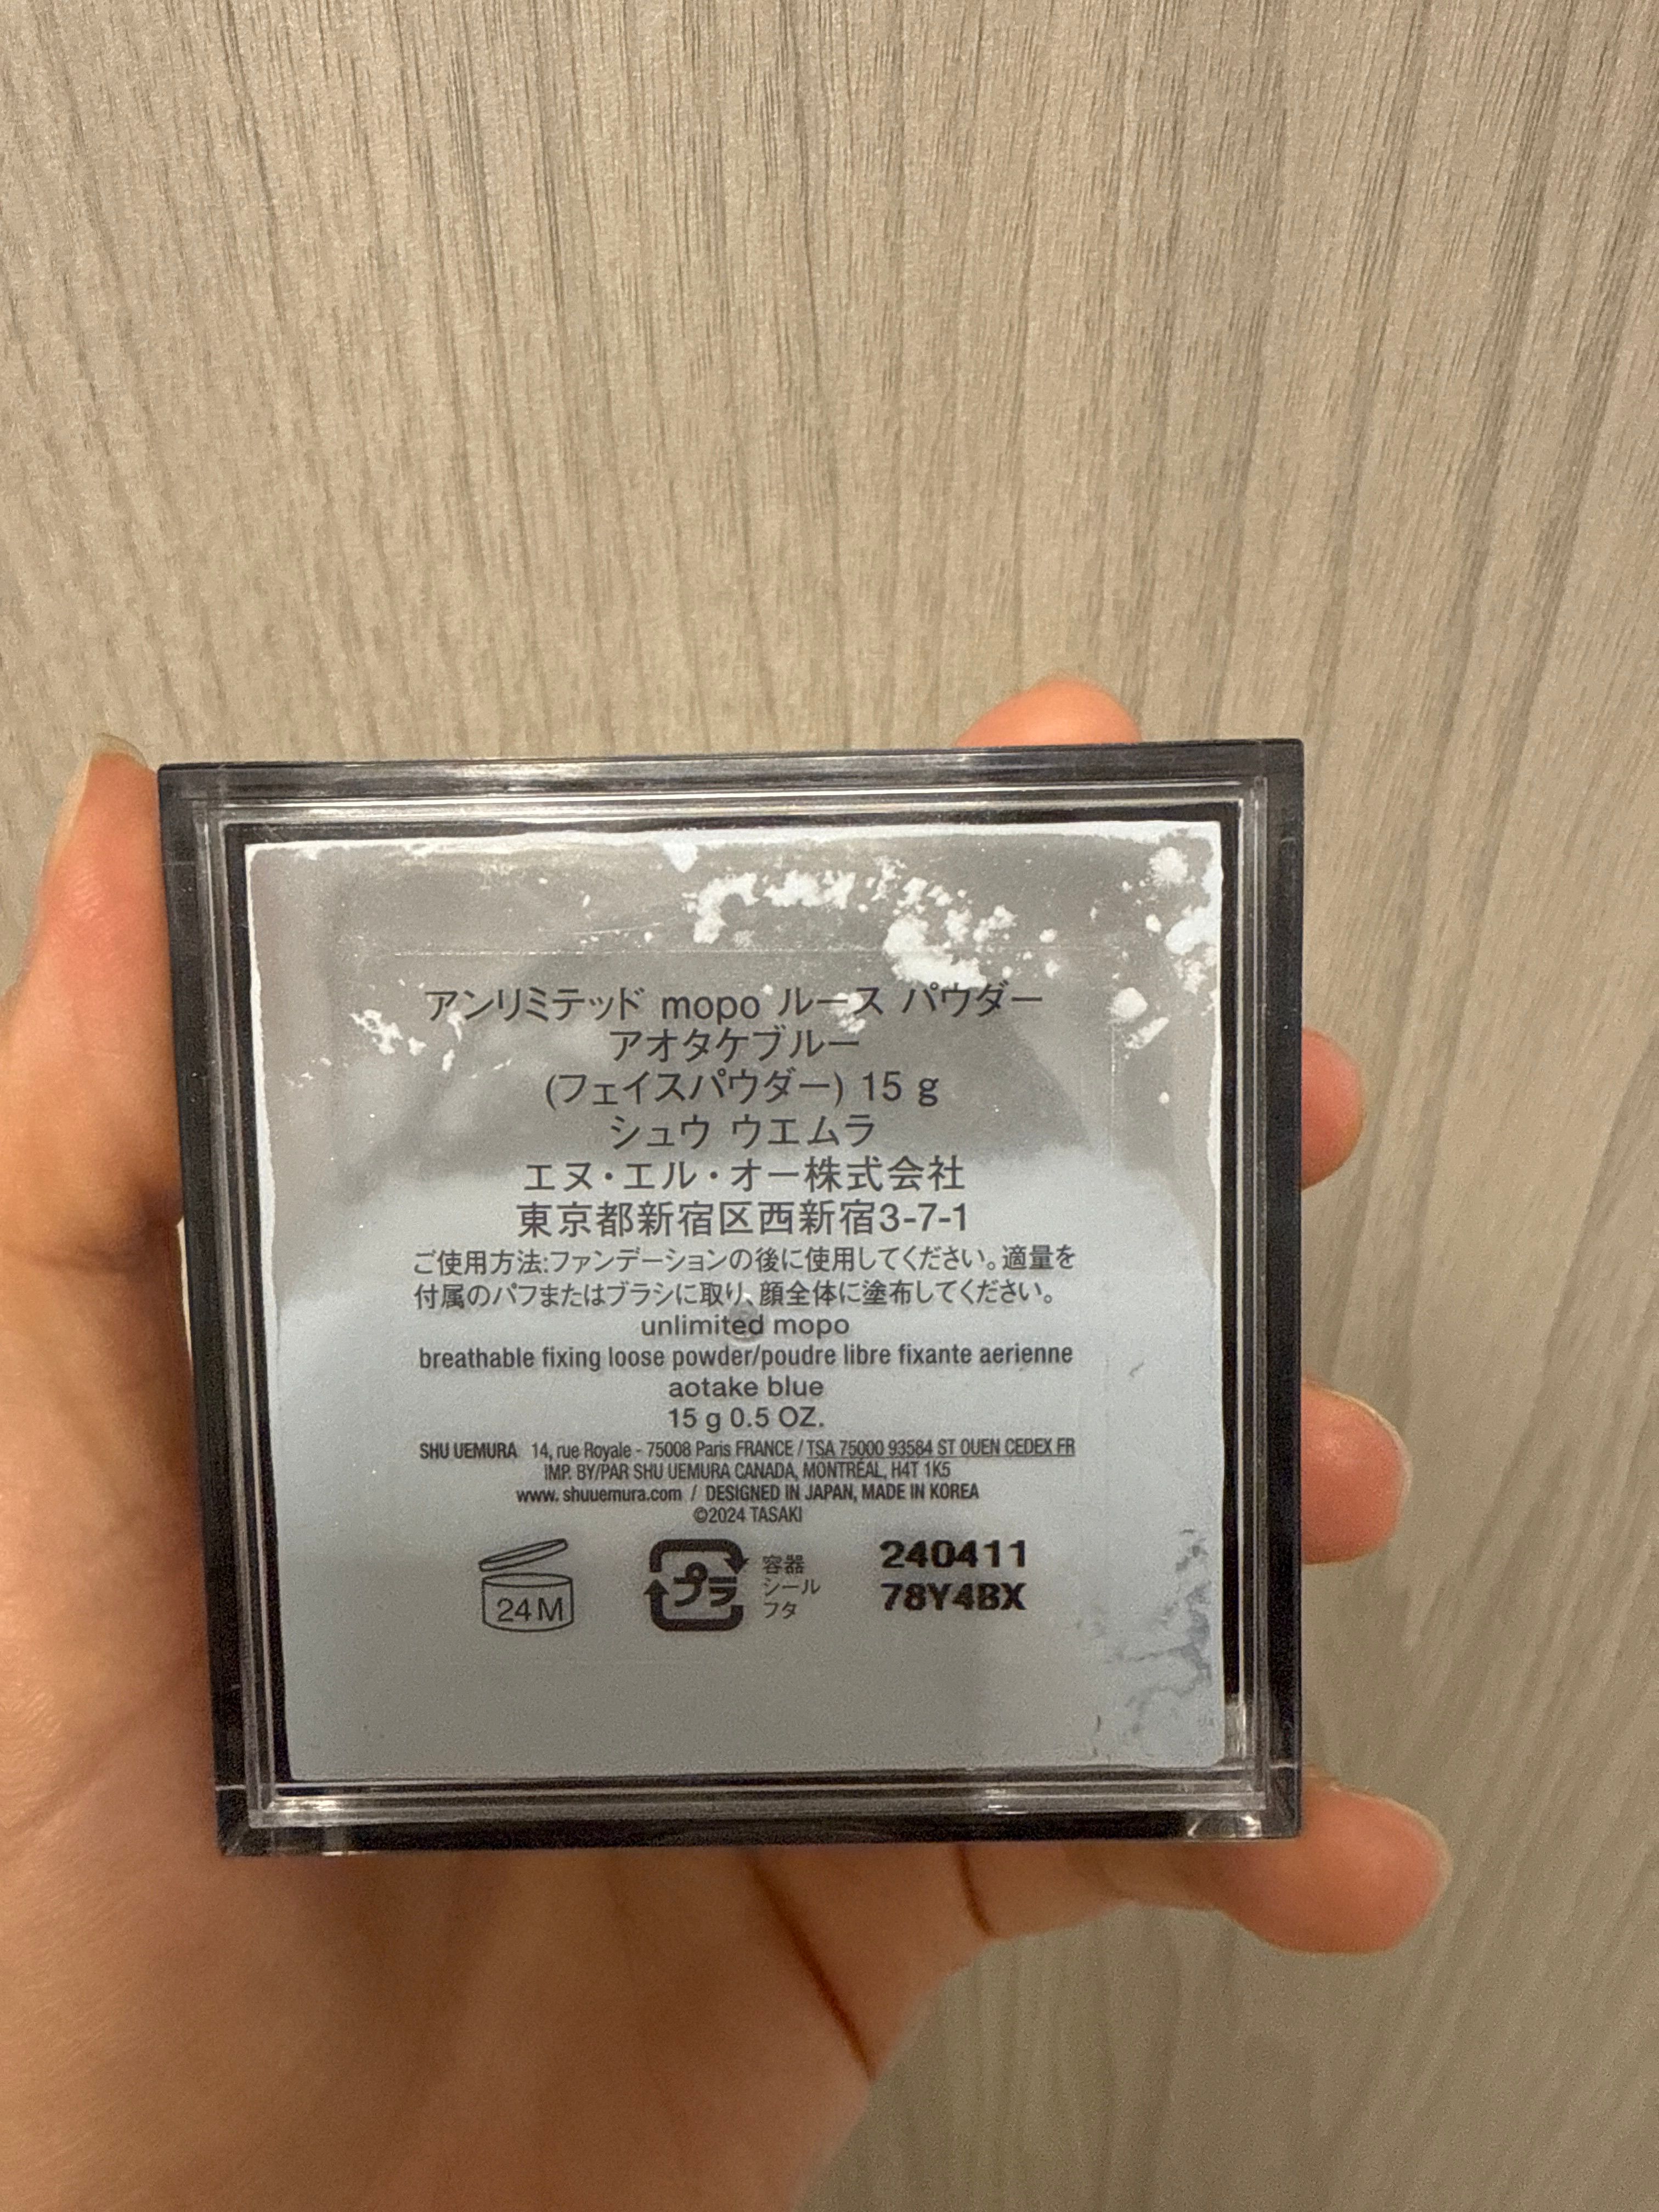 アンリミテッド mopo ルース パウダー
アオタケブルー
(フェイスパウダー) 15 g
シュウ ウエムラ
エヌ・エル・オー株式会社
東京都新宿区西新宿3-7-1
ご使用方法:ファンデーションの後に使用してください。適量を
付属のパフまたはブラシに取り、顔全体に塗布してください。
unlimited mopo
breathable fixing loose powder/poudre libre fixante aerienne
aotake blue
15 g 0.5 OZ.
SHU UEMURA 14, rue Royale - 75008 Paris FRANCE / TSA 75000 93584 ST OUEN CEDEX FR
IMP. BY/PAR SHU UEMURA CANADA, MONTRÉAL, H4T 1K5
www. shuuemura.com / DESIGNED IN JAPAN, MADE IN KOREA
©2024 TASAKI
24M
プラ
容器
シール
フタ
240411
78Y4BX